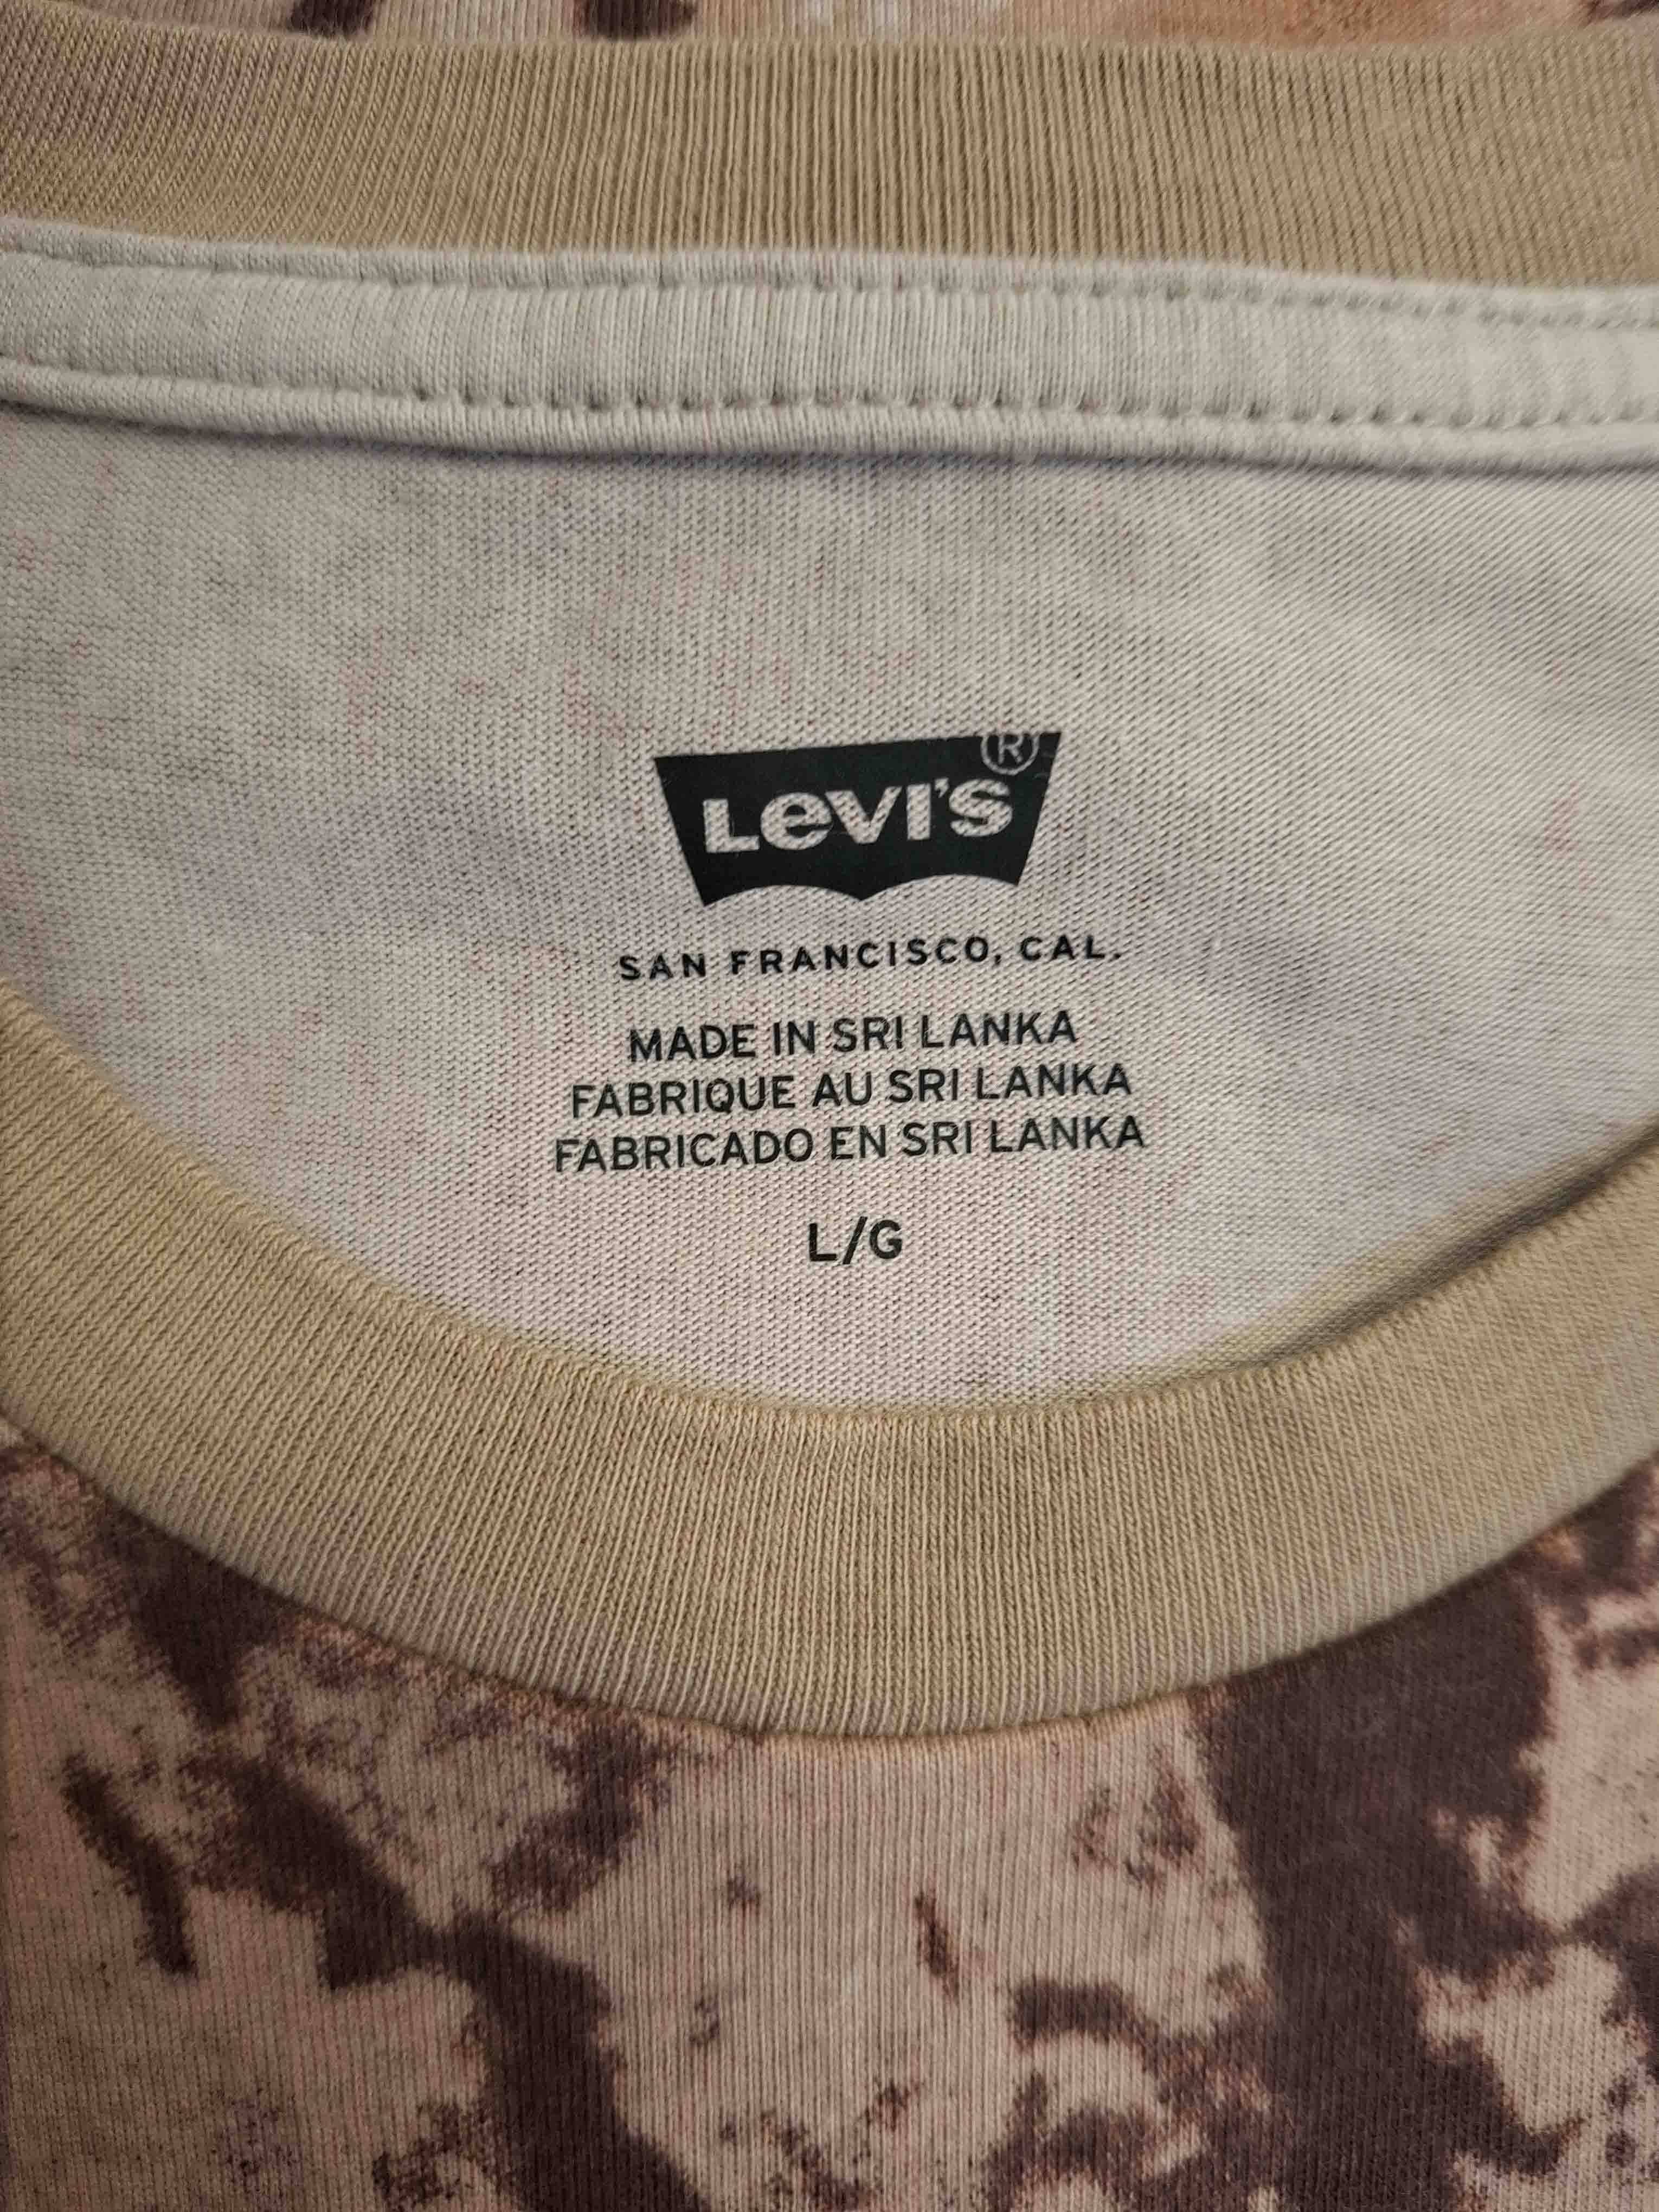 LEVI'S®
SAN FRANCISCO, CAL.
MADE IN SRI LANKA
FABRIQUE AU SRI LANKA
FABRICADO EN SRI LANKA
L/G